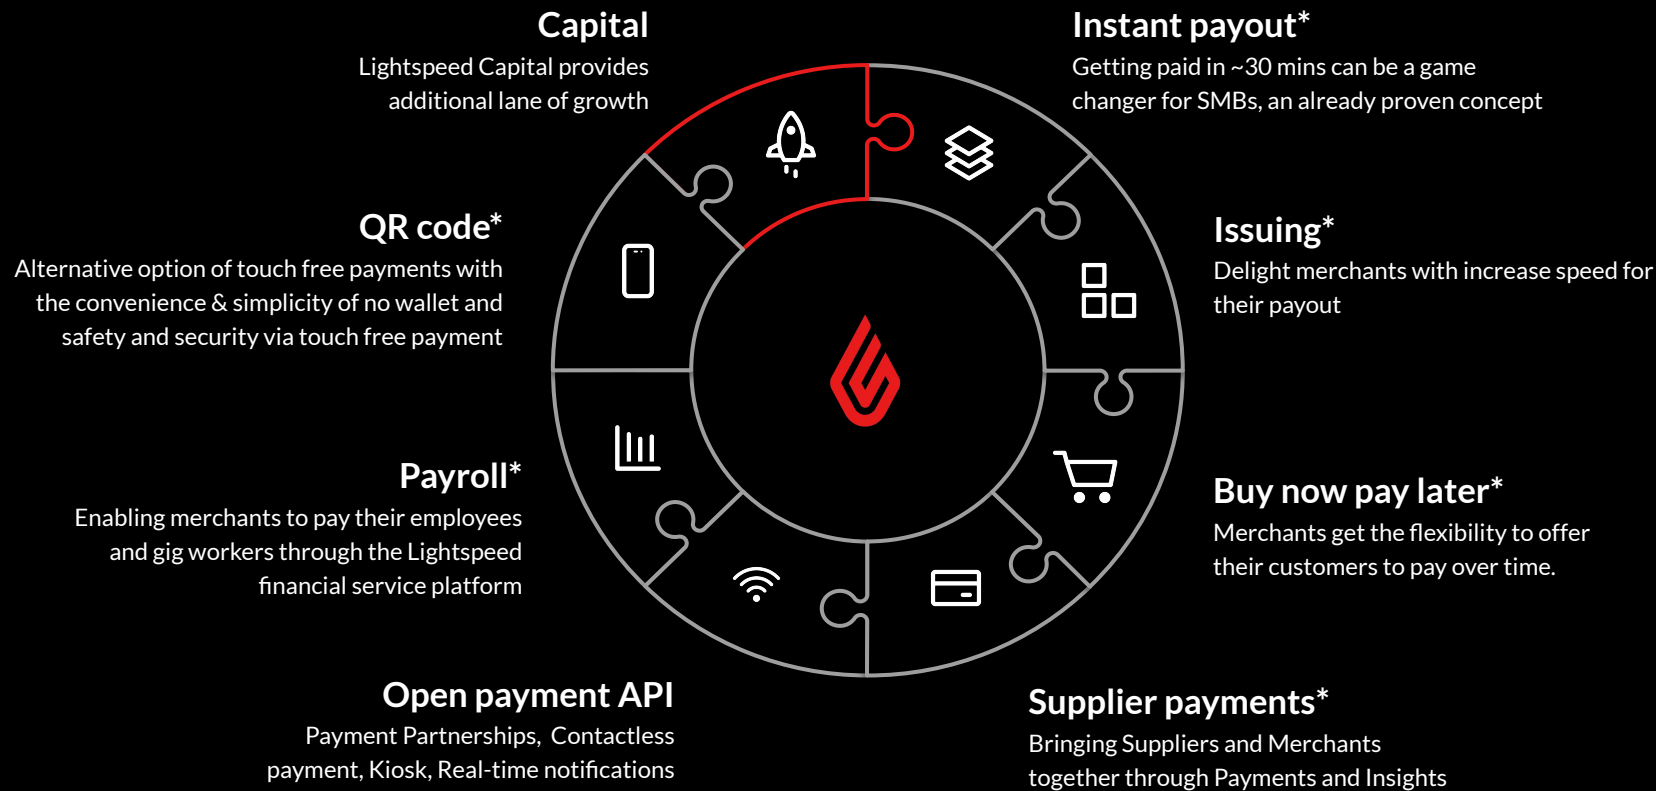 Capital
Lightspeed Capital provides
additional lane of growth
Instant payout*
Getting paid in ~30 mins can be a game
changer for SMBs, an already proven concept
QR code*
Alternative option of touch free payments with
the convenience & simplicity of no wallet and
safety and security via touch free payment
Issuing*
Delight merchants with increase speed for
their payout
Payroll*
Enabling merchants to pay their employees
and gig workers through the Lightspeed
financial service platform
Buy now pay later*
Merchants get the flexibility to offer
their customers to pay over time.
Open payment API
Payment Partnerships, Contactless
payment, Kiosk, Real-time notifications
Supplier payments*
Bringing Suppliers and Merchants
together through Payments and Insights